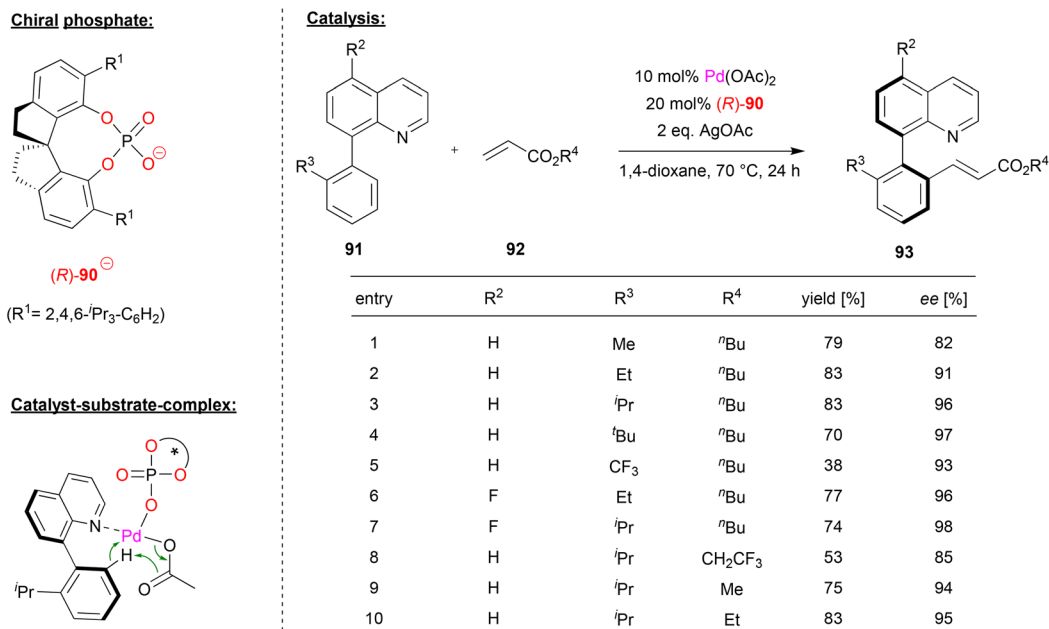 Chiral phosphate:
R1
O
O
P
O
O
⊖
R1
(R)-90 ⊖
(R1= 2,4,6-iPr3-C6H2)
Catalyst-substrate-complex:
O
*
O
P
O
O
N
Pd
H
O
O
iPr
Catalysis:
R2
N
R3
+
CO2R4
91
92
10 mol% Pd(OAc)2
20 mol% (R)-90
2 eq. AgOAc
1,4-dioxane, 70 °C, 24 h
R2
N
R3
CO2R4
93
entry R2 R3 R4 yield [%] ee [%]
1 H Me nBu 79 82
2 H Et nBu 83 91
3 H iPr nBu 83 96
4 H tBu nBu 70 97
5 H CF3 nBu 38 93
6 F Et nBu 77 96
7 F iPr nBu 74 98
8 H iPr CH2CF3 53 85
9 H iPr Me 75 94
10 H iPr Et 83 95